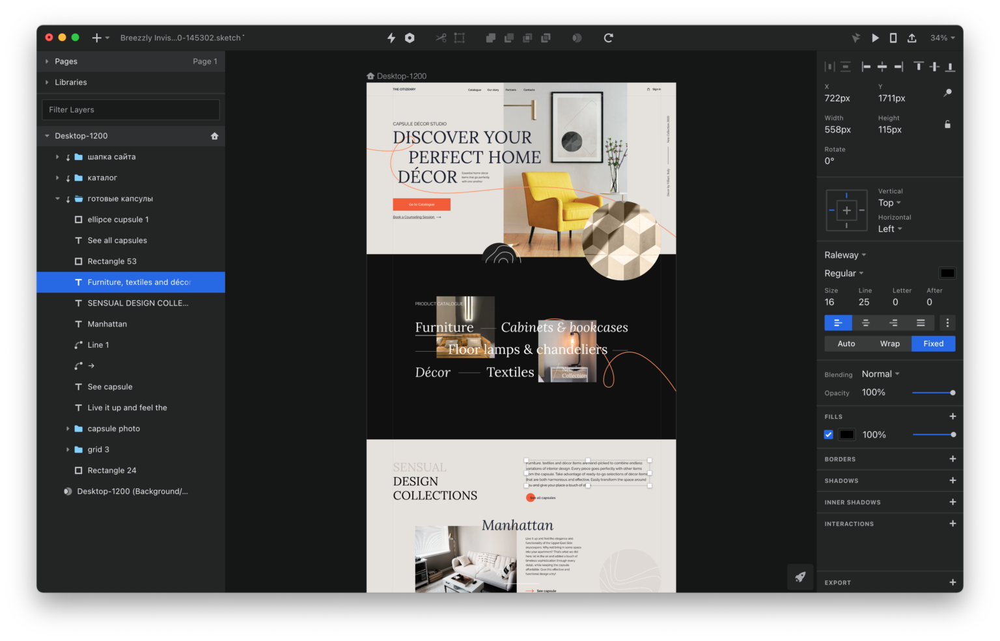 Breezzly Invis...0-145302.sketch
34%
Pages
Page 1
Libraries
Filter Layers
Desktop-1200
шапка сайта
каталог
готовые капсулы
ellipce cupsule 1
See all capsules
Rectangle 53
Furniture, textiles and décor
SENSUAL DESIGN COLLE...
Manhattan
Line 1
→
See capsule
Live it up and feel the
capsule photo
grid 3
Rectangle 24
Desktop-1200 (Background/...
Desktop-1200
THE CITIZENRY
Catalogue
Our story
Partners
Contacts
Sign in
CAPSULE DÉCOR STUDIO
DISCOVER YOUR
PERFECT HOME
DÉCOR
Essential home décor
items that go perfectly
with one another
Go to Catalogue
Book a Counseling Session
New Collection 2020
Décor by Villari, Italy
PRODUCT CATALOGUE
Furniture
Cabinets & bookcases
Floor lamps & chandeliers
Décor
Textiles
New
Collection
SENSUAL
DESIGN
COLLECTIONS
Furniture, textiles and décor items are hand-picked to combine endless
variations of interior design. Every piece goes perfectly with other items
from the capsule. Take advantage of ready-to-go selections of décor items
that are both harmonious and effective. Easily transform the space around
you and give your place a touch of
See all capsules
Manhattan
Live it up and feel the elegance and
functionality of the Upper East Side
skyscrapers. Why not bring in some space
into your apartment? That's what we did
here: let in the air and added a touch of
timeless sophistication through every
detail, while keeping the capsule
affordable. Give this effective and
functional design a try!
See capsule
X
722px
Y
1711px
Width
558px
Height
115px
Rotate
0°
Vertical
Top
Horizontal
Left
Raleway
Regular
Size
Line
Letter
After
16
25
0
0
Auto
Wrap
Fixed
Blending
Normal
Opacity
100%
FILLS
100%
BORDERS
SHADOWS
INNER SHADOWS
INTERACTIONS
EXPORT